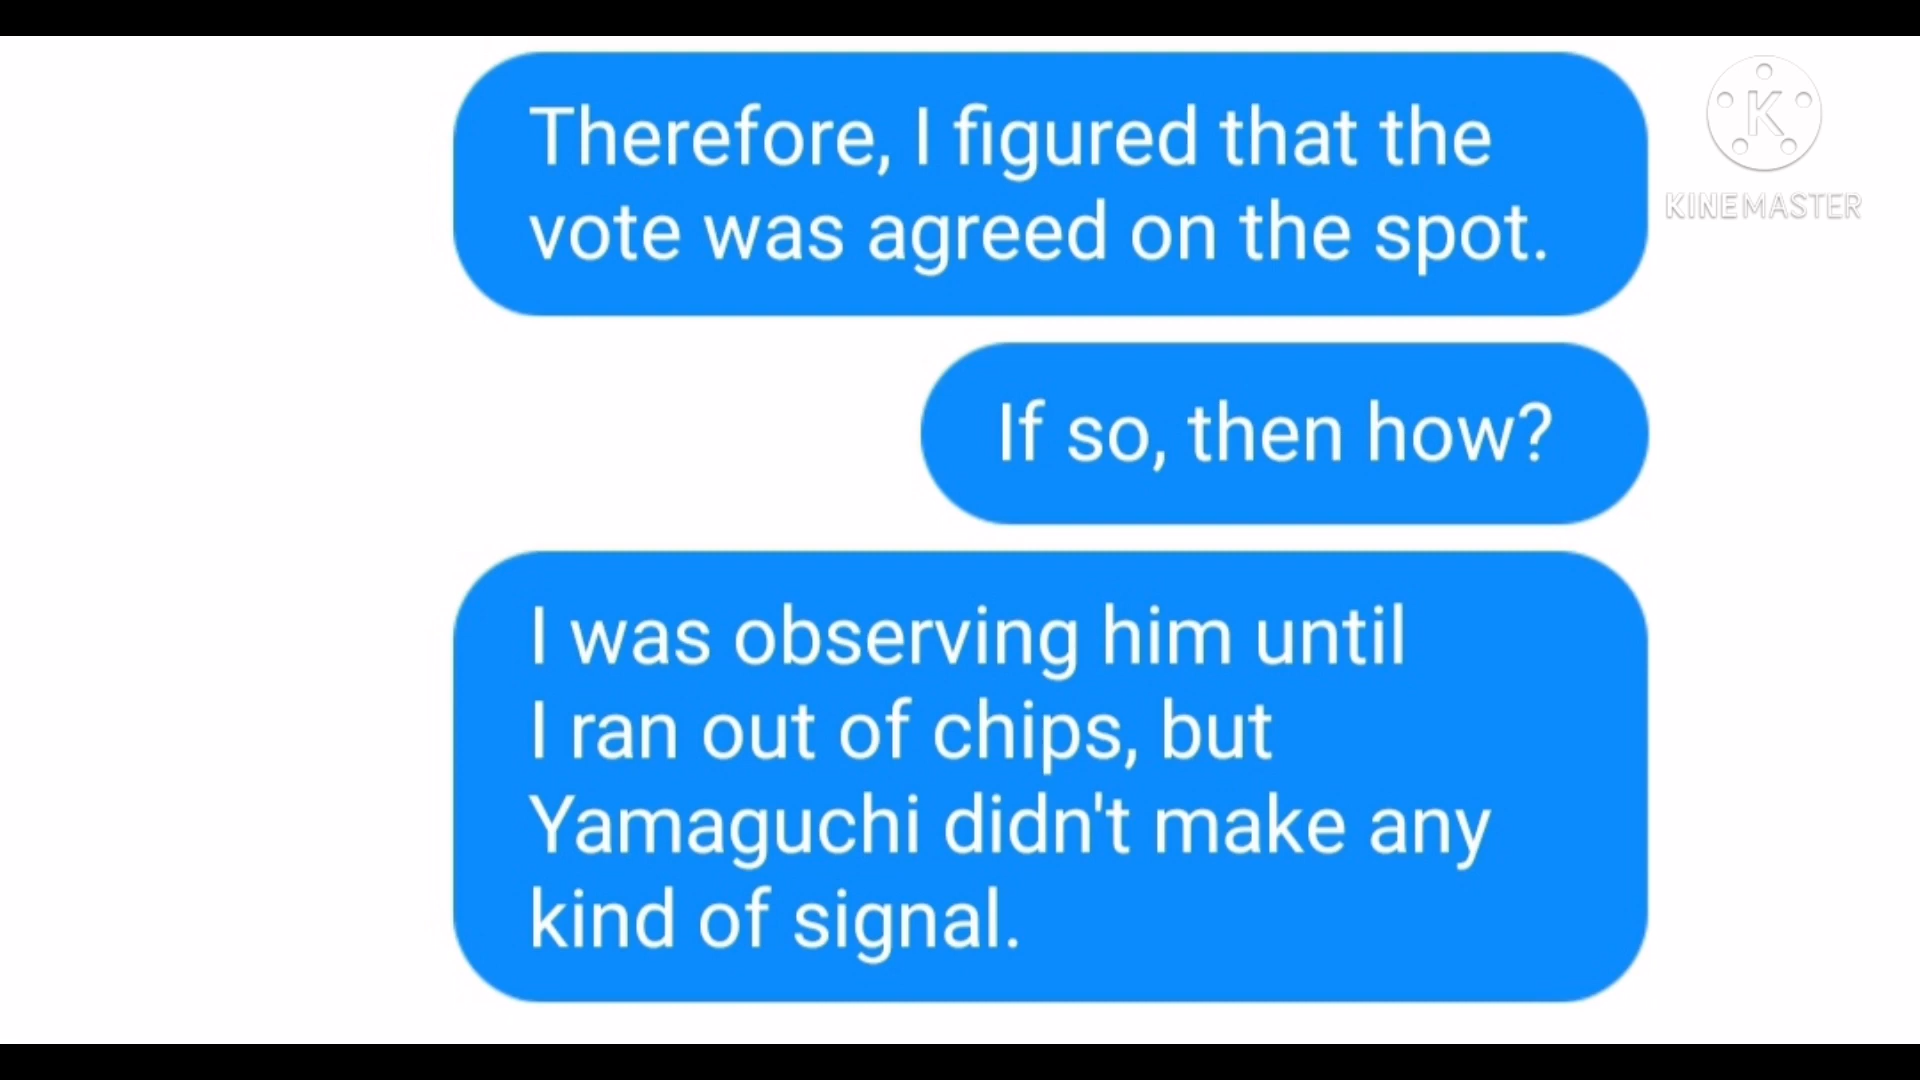 Therefore, I figured that the
vote was agreed on the spot.
K
KINEMASTER
If so, then how?
I was observing him until
I ran out of chips, but
Yamaguchi didn't make any
kind of signal.